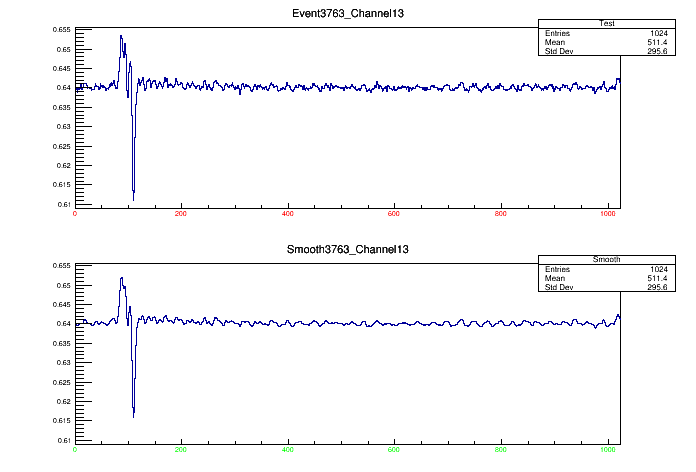 Event3763_Channel13
Test
Entries 1024
Mean 511.4
Std Dev 295.6
0.655
0.65
0.645
0.64
0.635
0.63
0.625
0.62
0.615
0.61
0 200 400 600 800 1000
Smooth3763_Channel13
Smooth
Entries 1024
Mean 511.4
Std Dev 295.6
0.655
0.65
0.645
0.64
0.635
0.63
0.625
0.62
0.615
0.61
0 200 400 600 800 1000